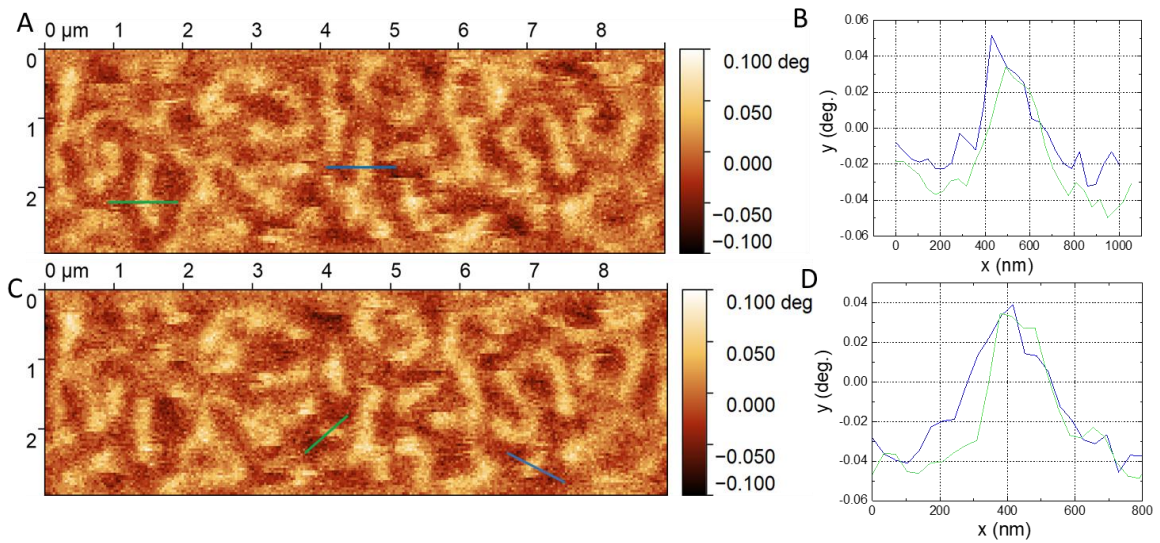 A
0 µm 1 2 3 4 5 6 7 8
0
1
2
0.100 deg
0.050
0.000
−0.050
−0.100
B
0.06
0.04
0.02
0.00
-0.02
-0.04
-0.06
y (deg.)
0 200 400 600 800 1000
x (nm)
C
0 µm 1 2 3 4 5 6 7 8
0
1
2
0.100 deg
0.050
0.000
−0.050
−0.100
D
0.04
0.02
0.00
-0.02
-0.04
-0.06
y (deg.)
0 200 400 600 800
x (nm)